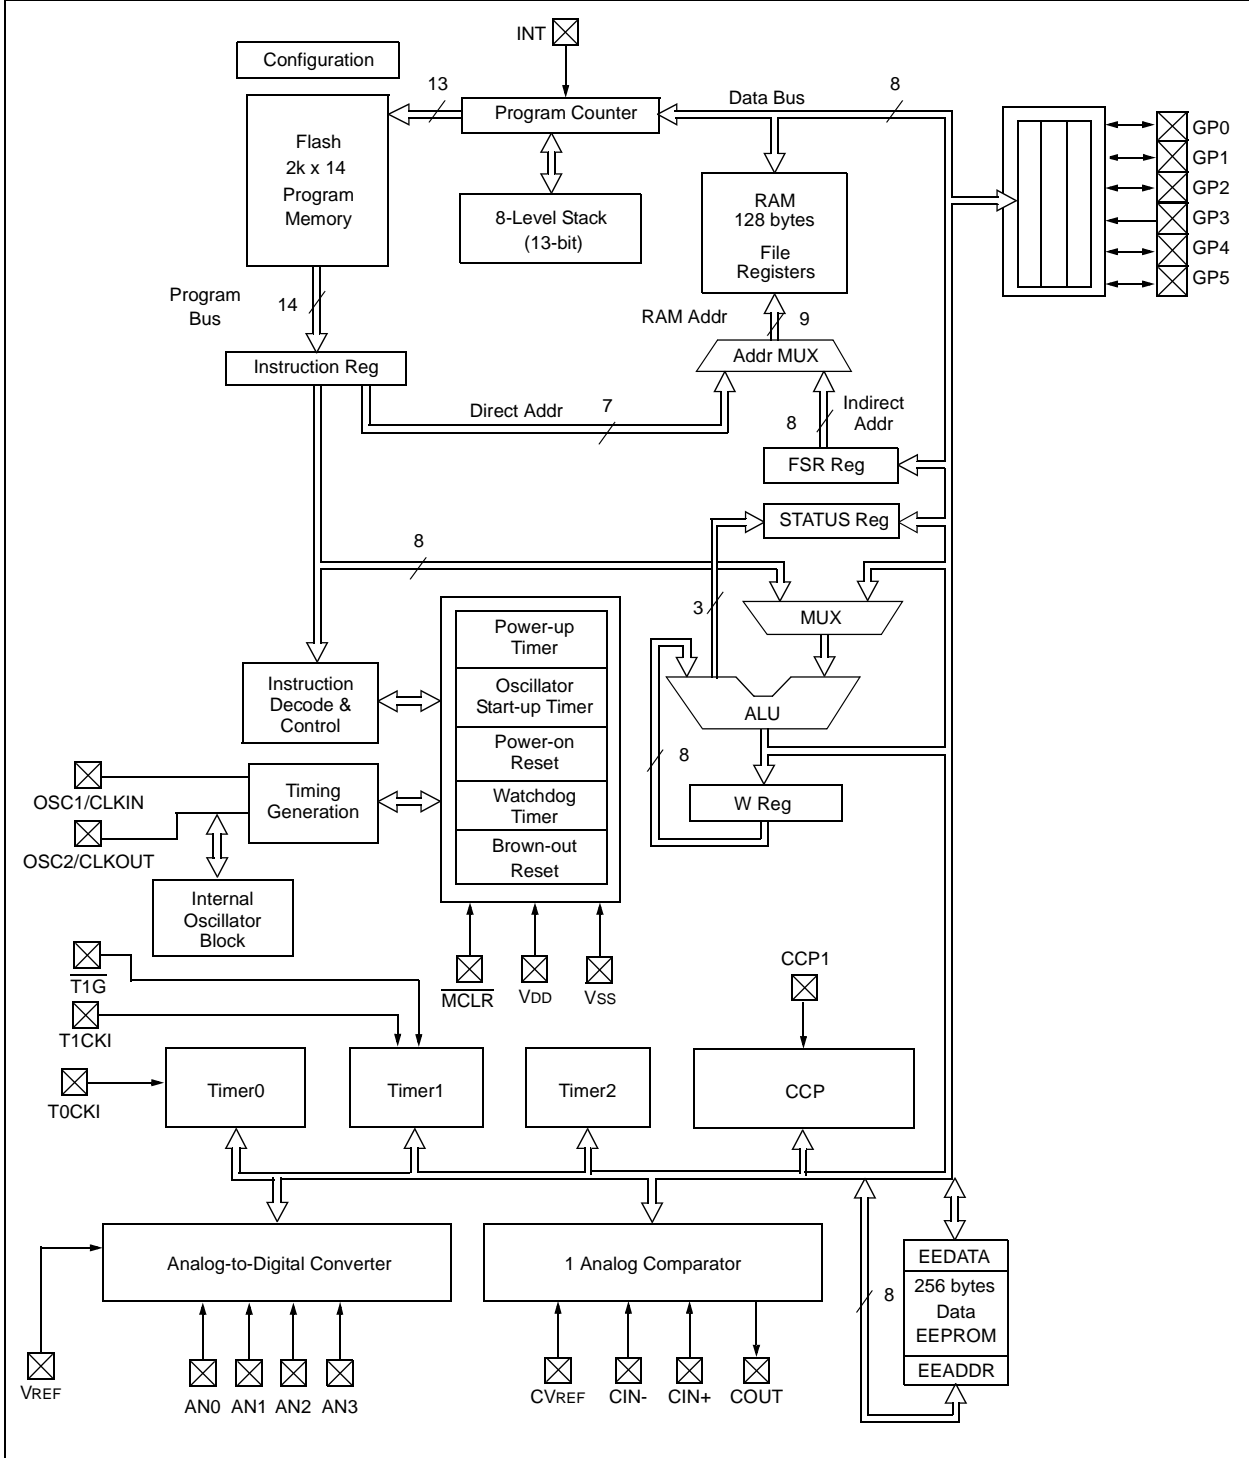 INT
Configuration
13
Program Counter
Data Bus
8
Flash
2k x 14
Program
Memory
8-Level Stack
(13-bit)
RAM
128 bytes
File
Registers
GP0
GP1
GP2
GP3
GP4
GP5
Program
Bus
14
RAM Addr
9
Addr MUX
Instruction Reg
Direct Addr
7
8
Indirect
Addr
FSR Reg
STATUS Reg
8
3
MUX
Power-up
Timer
Oscillator
Start-up Timer
Power-on
Reset
Watchdog
Timer
Brown-out
Reset
Instruction
Decode &
Control
ALU
8
W Reg
OSC1/CLKIN
Timing
Generation
OSC2/CLKOUT
Internal
Oscillator
Block
T1G
MCLR
VDD
VSS
CCP1
T1CKI
T0CKI
Timer0
Timer1
Timer2
CCP
Analog-to-Digital Converter
1 Analog Comparator
EEDATA
256 bytes
Data
EEPROM
EEADDR
8
VREF
AN0
AN1
AN2
AN3
CVREF
CIN-
CIN+
COUT